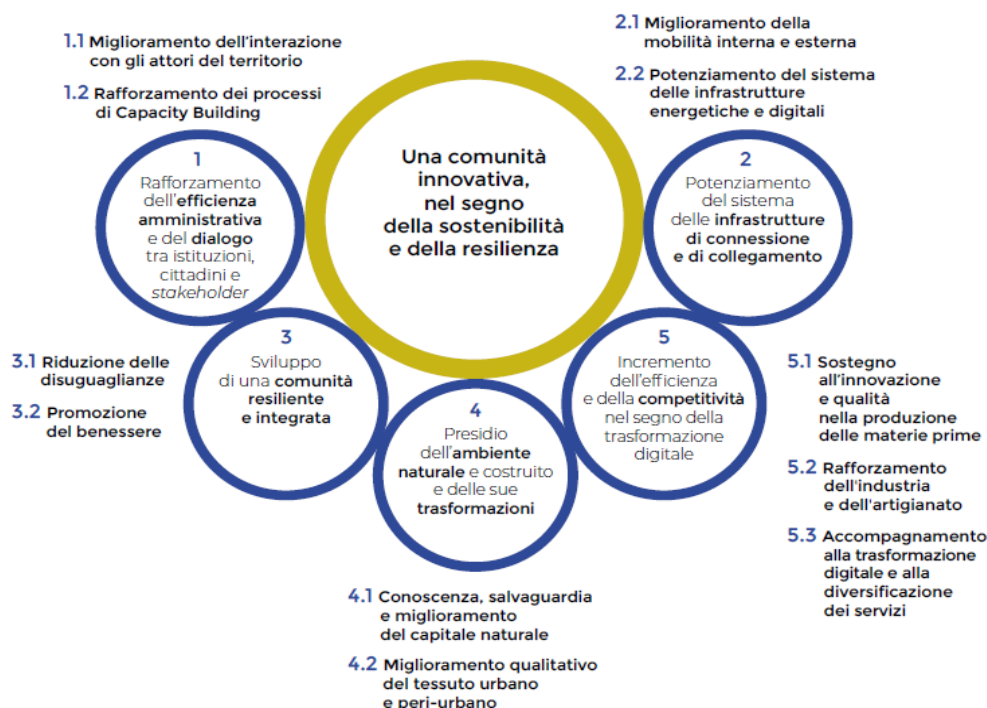 1.1 Miglioramento dell'interazione
con gli attori del territorio
1.2 Rafforzamento dei processi
di Capacity Building
2.1 Miglioramento della
mobilità interna e esterna
2.2 Potenziamento del sistema
delle infrastrutture
energetiche e digitali
Una comunità
innovativa,
nel segno
della sostenibilità
e della resilienza
1
Rafforzamento
dell'efficienza
amministrativa
e del dialogo
tra istituzioni,
cittadini e
stakeholder
2
Potenziamento
del sistema
delle infrastrutture
di connessione
e di collegamento
3
Sviluppo
di una comunità
resiliente
e integrata
3.1 Riduzione delle
disuguaglianze
3.2 Promozione
del benessere
4
Presidio
dell'ambiente
naturale e costruito
e delle sue
trasformazioni
5
Incremento
dell'efficienza
e della competitività
nel segno della
trasformazione
digitale
5.1 Sostegno
all'innovazione
e qualità
nella produzione
delle materie prime
5.2 Rafforzamento
dell'industria
e dell'artigianato
5.3 Accompagnamento
alla trasformazione
digitale e alla
diversificazione
dei servizi
4.1 Conoscenza, salvaguardia
e miglioramento
del capitale naturale
4.2 Miglioramento qualitativo
del tessuto urbano
e peri-urbano